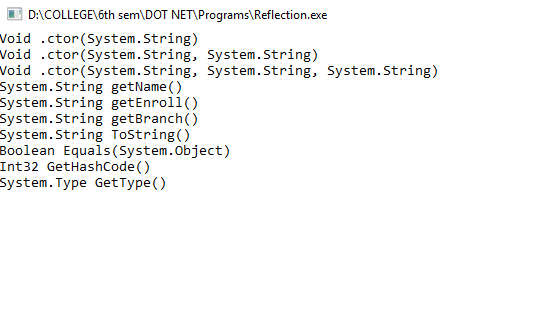 D:\COLLEGE\6th sem\DOT NET\Programs\Reflection.exe
Void .ctor(System.String)
Void .ctor(System.String, System.String)
Void .ctor(System.String, System.String, System.String)
System.String getName()
System.String getEnroll()
System.String getBranch()
System.String ToString()
Boolean Equals(System.Object)
Int32 GetHashCode()
System.Type GetType()